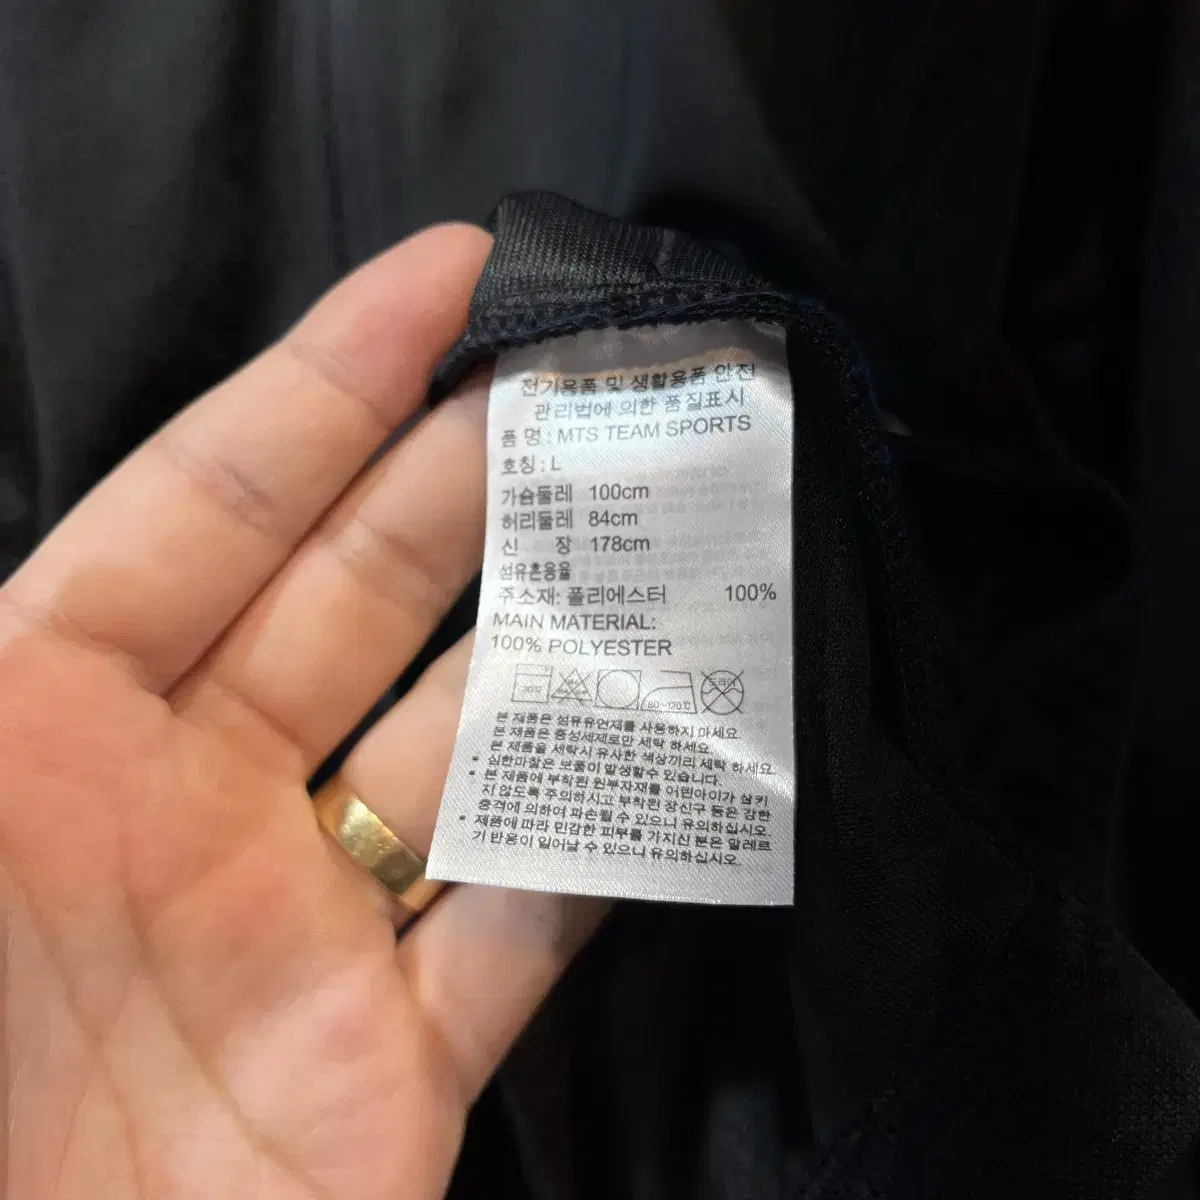 전기용품 및 생활용품 안전
관리법에 의한 품질표시
품 명 : MTS TEAM SPORTS
호칭 : L
가슴둘레 100cm
허리둘레 84cm
신 장 178cm
섬유혼용율
주소재: 폴리에스터 100%
MAIN MATERIAL:
100% POLYESTER
30℃ 80~120℃ 드라이
본 제품은 섬유유연제를 사용하지 마세요
본 제품은 중성세제로만 세탁 하세요
본 제품을 세탁시 유사한 색상끼리 세탁 하세요
* 심한마찰은 보풀이 발생할수 있습니다.
* 본 제품에 부착된 원부자재를 어린아이가 삼키
지 않도록 주의하시고 부착된 장신구 등은 강한
충격에 의하여 파손될 수 있으니 유의하십시오
* 제품에 따라 민감한 피부를 가지신 분은 알레르
기 반응이 일어날 수 있으니 유의하십시오.